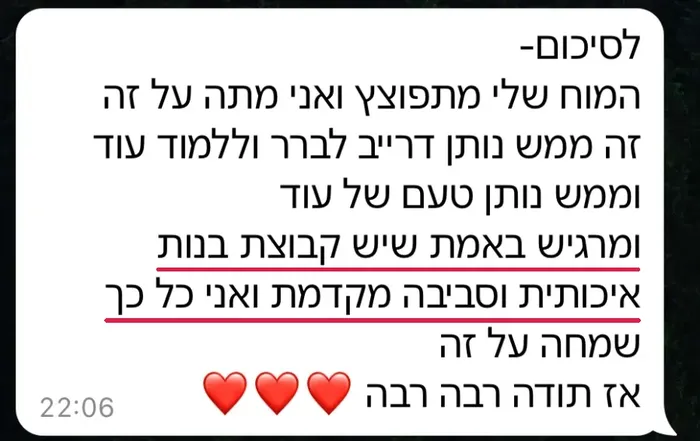 לסיכום-
המוח שלי מתפוצץ ואני מתה על זה
זה ממש נותן דרייב לברר וללמוד עוד
וממש נותן טעם של עוד
ומרגיש באמת שיש קבוצת בנות
איכותית וסביבה מקדמת ואני כל כך
שמחה על זה
אז תודה רבה רבה ❤️❤️❤️
22:06